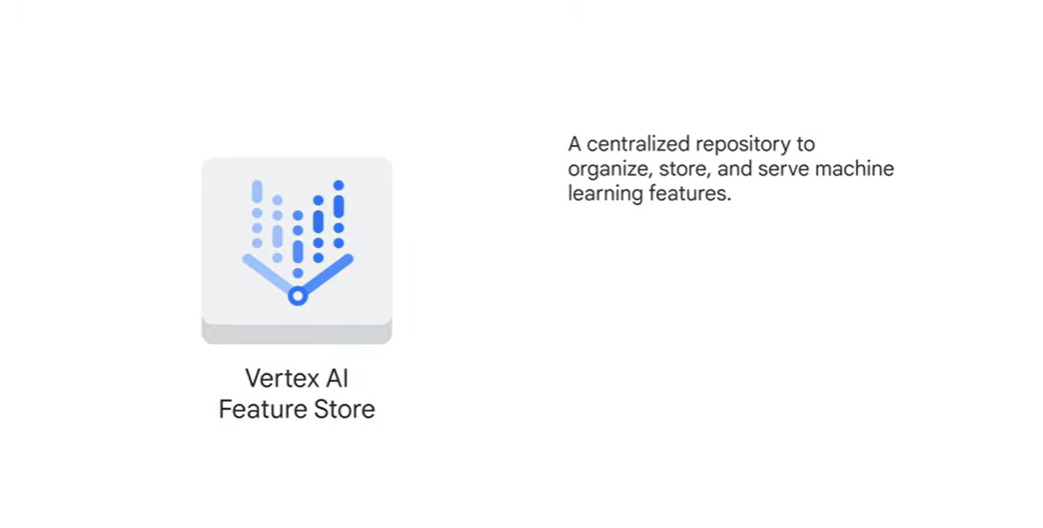 A centralized repository to
organize, store, and serve machine
learning features.
Vertex AI
Feature Store